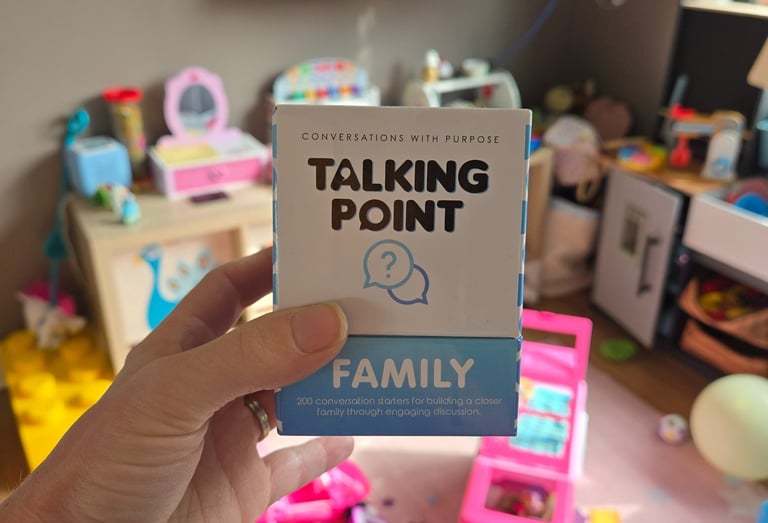 CONVERSATIONS WITH PURPOSE
TALKING
POINT
?
FAMILY
200 conversation starters for building a closer
family through engaging discussion.